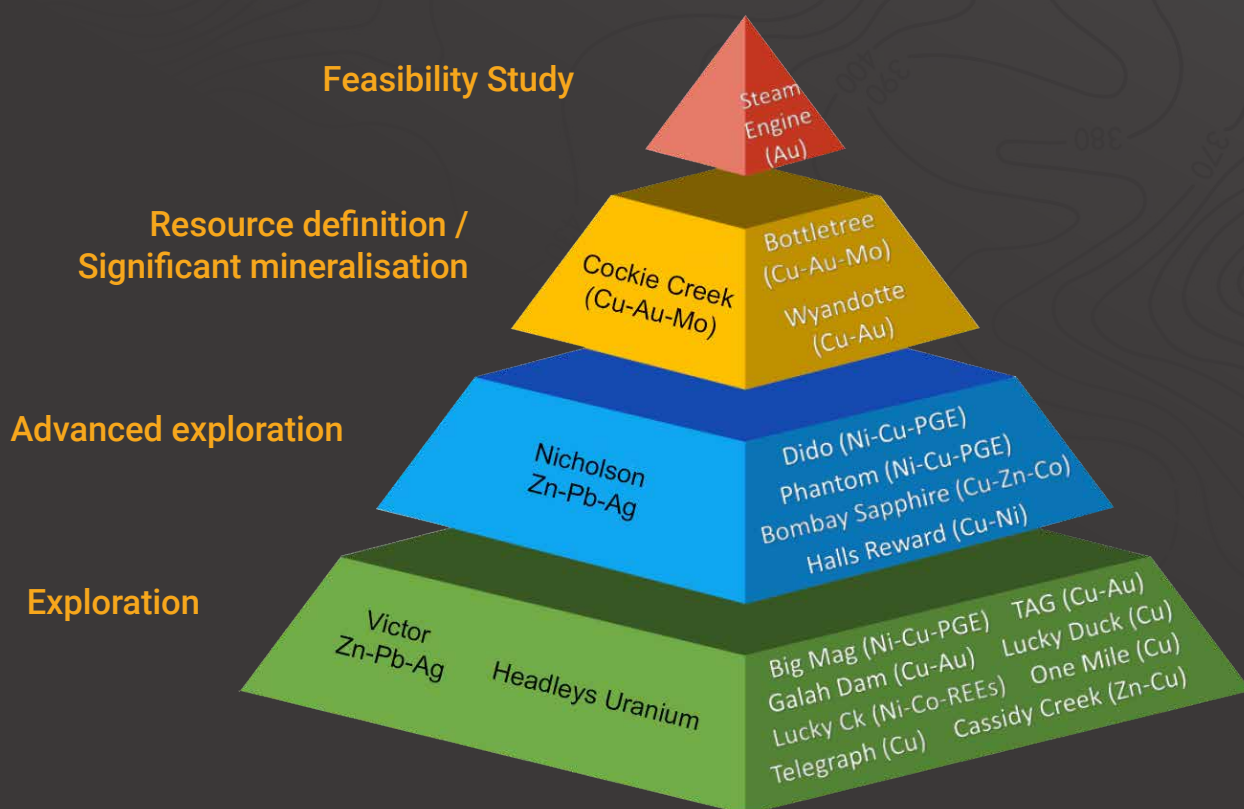 Feasibility Study
Steam
Engine
(Au)
Resource definition /
Significant mineralisation
Cockie Creek
(Cu-Au-Mo)
Bottletree
(Cu-Au-Mo)
Wyandotte
(Cu-Au)
Advanced exploration
Nicholson
Zn-Pb-Ag
Dido (Ni-Cu-PGE)
Phantom (Ni-Cu-PGE)
Bombay Sapphire (Cu-Zn-Co)
Halls Reward (Cu-Ni)
Exploration
Victor
Zn-Pb-Ag
Headleys Uranium
Big Mag (Ni-Cu-PGE) TAG (Cu-Au)
Galah Dam (Cu-Au) Lucky Duck (Cu)
Lucky Ck (Ni-Co-REEs) One Mile (Cu)
Telegraph (Cu) Cassidy Creek (Zn-Cu)
400
390
380
370